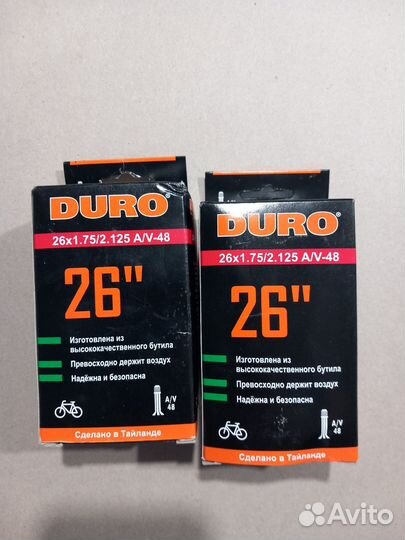 DURO®
26x1.75/2.125 A/V-48
26"
Изготовлена из
высококачественного бутила
Превосходно держит воздух
Надёжна и безопасна
A/V
48
Сделано в Тайланде
DURO®
26x1.75/2.125 A/V-48
26"
Изготовлена из
высококачественного бутила
Превосходно держит воздух
Надёжна и безопасна
A/V
48
Сделано в Тайланде
Avito